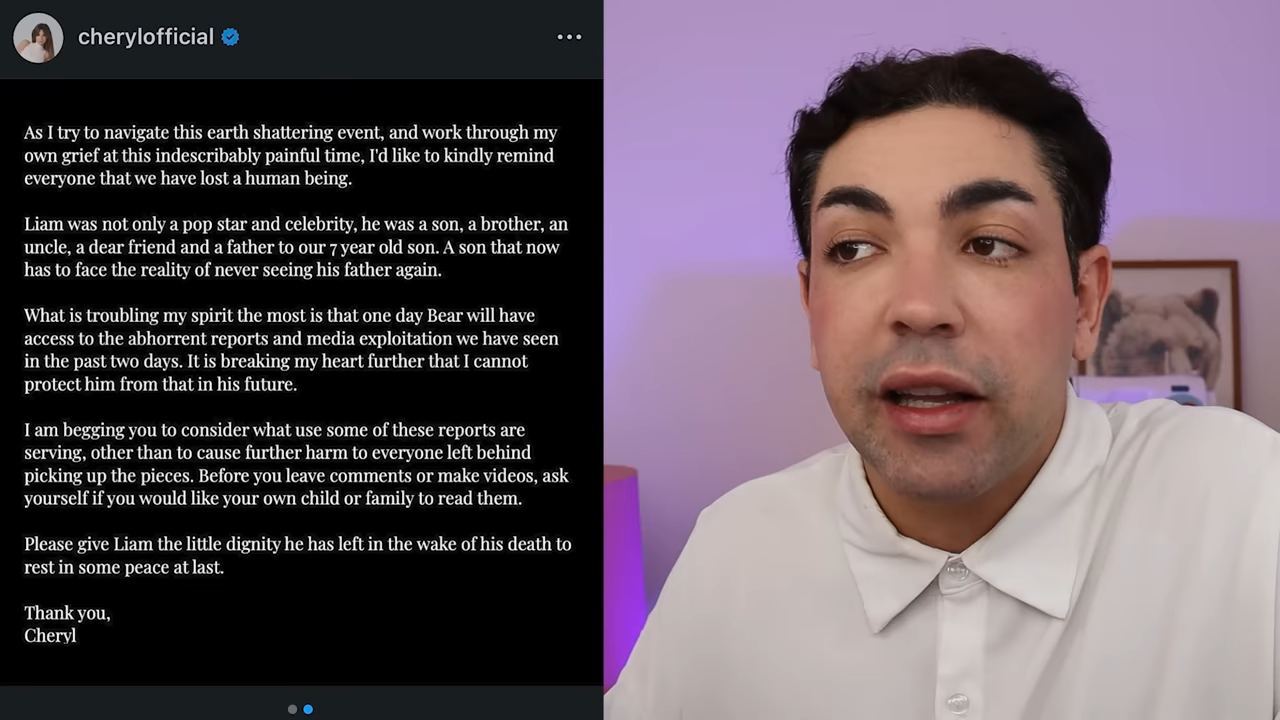 cherylofficial
As I try to navigate this earth shattering event, and work through my
own grief at this indescribably painful time, I'd like to kindly remind
everyone that we have lost a human being.
Liam was not only a pop star and celebrity, he was a son, a brother, an
uncle, a dear friend and a father to our 7 year old son. A son that now
has to face the reality of never seeing his father again.
What is troubling my spirit the most is that one day Bear will have
access to the abhorrent reports and media exploitation we have seen
in the past two days. It is breaking my heart further that I cannot
protect him from that in his future.
I am begging you to consider what use some of these reports are
serving, other than to cause further harm to everyone left behind
picking up the pieces. Before you leave comments or make videos, ask
yourself if you would like your own child or family to read them.
Please give Liam the little dignity he has left in the wake of his death to
rest in some peace at last.
Thank you,
Cheryl